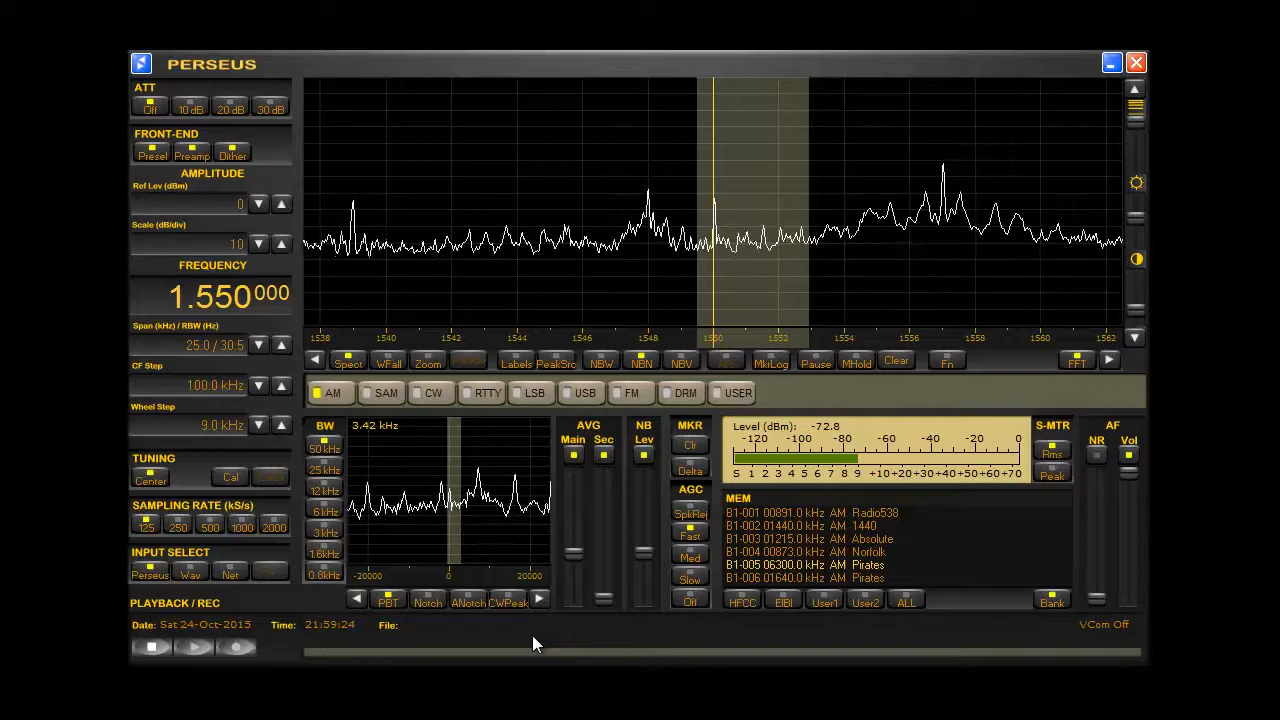 PERSEUS
ATT
Off 10 dB 20 dB 30 dB
FRONT-END
Presel Preamp Dither
AMPLITUDE
Ref Lev (dBm)
0
Scale (dB/div)
10
FREQUENCY
1.550000
Span (kHz) / RBW (Hz)
25.0 / 30.5
CF Step
100.0 kHz
Wheel Step
9.0 kHz
TUNING
Center Cal
SAMPLING RATE (kS/s)
125 250 500 1000 2000
INPUT SELECT
Perseus Wav Net
PLAYBACK / REC
1538 1540 1542 1544 1546 1548 1550 1552 1554 1556 1558 1560 1562
Spect WFall Zoom Labels PeakSrc NBW NBN NBV MkrLog Pause MHold Clear Fn FFT
AM SAM CW RTTY LSB USB FM DRM USER
BW
50 kHz
25 kHz
12 kHz
6 kHz
3 kHz
1.6kHz
0.8kHz
3.42 kHz
-20000 0 20000
PBT Notch ANotch CWPeak
AVG
Main Sec
NB
Lev
MKR
Clr
Delta
AGC
SpkRej
Fast
Med
Slow
Off
Level (dBm): -72.8
-120 -100 -80 -60 -40 -20 0
S 1 2 3 4 5 6 7 8 9 +10+20+30+40+50+60+70
S-MTR
Rms
Peak
AF
NR Vol
MEM
B1-001 00891.0 kHz AM Radio538
B1-002 01440.0 kHz AM 1440
B1-003 01215.0 kHz AM Absolute
B1-004 00873.0 kHz AM Norfolk
B1-005 06300.0 kHz AM Pirates
B1-006 01640.0 kHz AM Pirates
HFCC EIBI User1 User2 ALL Bank
Date: Sat 24-Oct-2015 Time: 21:59:24 File: VCom Off